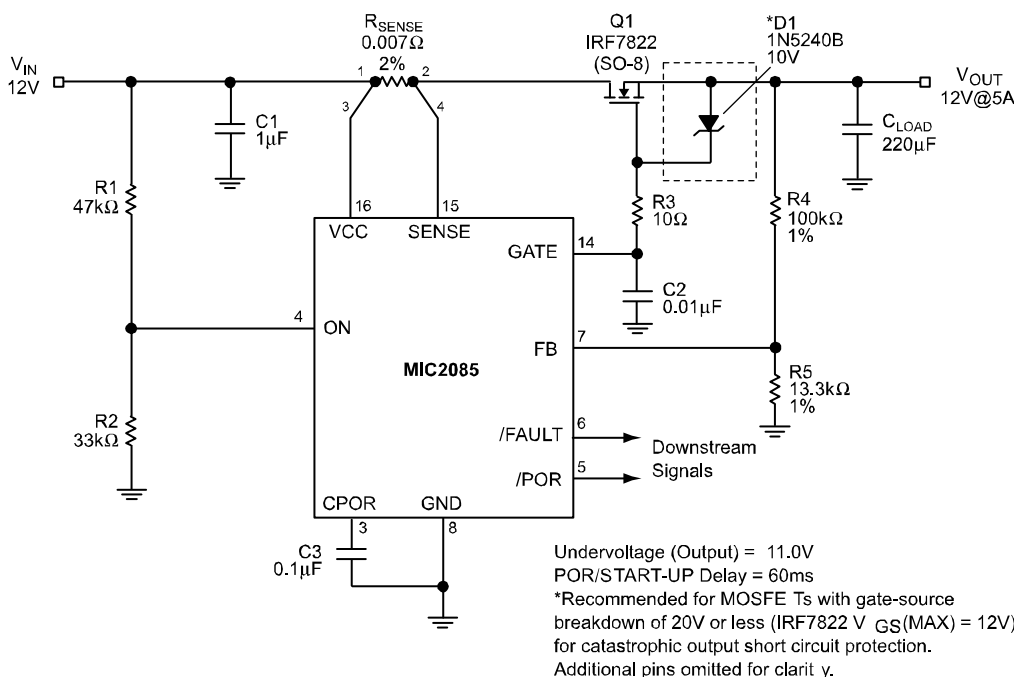 RSENSE
0.007Ω
2%
Q1
IRF7822
(SO-8)
*D1
1N5240B
10V
VIN
12V
1
2
3
4
VOUT
12V@5A
C1
1µF
CLOAD
220µF
R1
47kΩ
16
15
VCC
SENSE
R3
10Ω
R4
100kΩ
1%
GATE
14
C2
0.01µF
4
ON
FB
7
MIC2085
R5
13.3kΩ
1%
R2
33kΩ
/FAULT
6
Downstream
Signals
/POR
5
CPOR
GND
3
8
C3
0.1µF
Undervoltage (Output) = 11.0V
POR/START-UP Delay = 60ms
*Recommended for MOSFE Ts with gate-source
breakdown of 20V or less (IRF7822 V GS(MAX) = 12V)
for catastrophic output short circuit protection.
Additional pins omitted for clarit y.